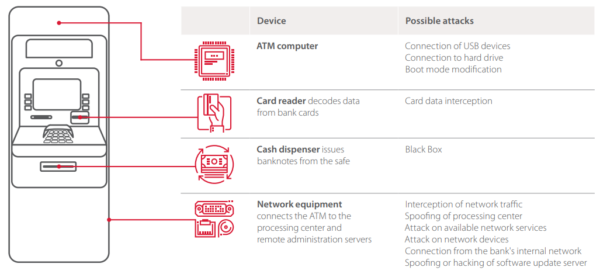 Device Possible attacks
ATM computer Connection of USB devices
Connection to hard drive
Boot mode modification
Card reader decodes data Card data interception
from bank cards
Cash dispenser issues Black Box
banknotes from the safe
Network equipment Interception of network traffic
connects the ATM to the Spoofing of processing center
processing center and Attack on available network services
remote administration servers Attack on network devices
Connection from the bank's internal network
Spoofing or hacking of software update server